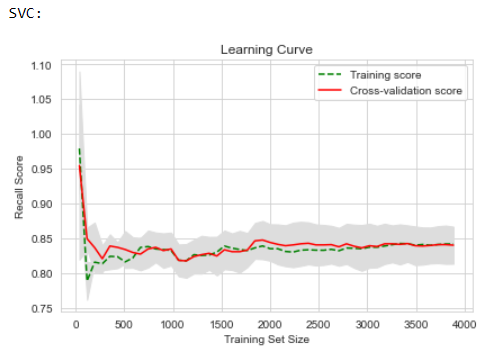 SVC:
Learning Curve
Training score
Cross-validation score
Recall Score
1.10
1.05
1.00
0.95
0.90
0.85
0.80
0.75
0 500 1000 1500 2000 2500 3000 3500 4000
Training Set Size